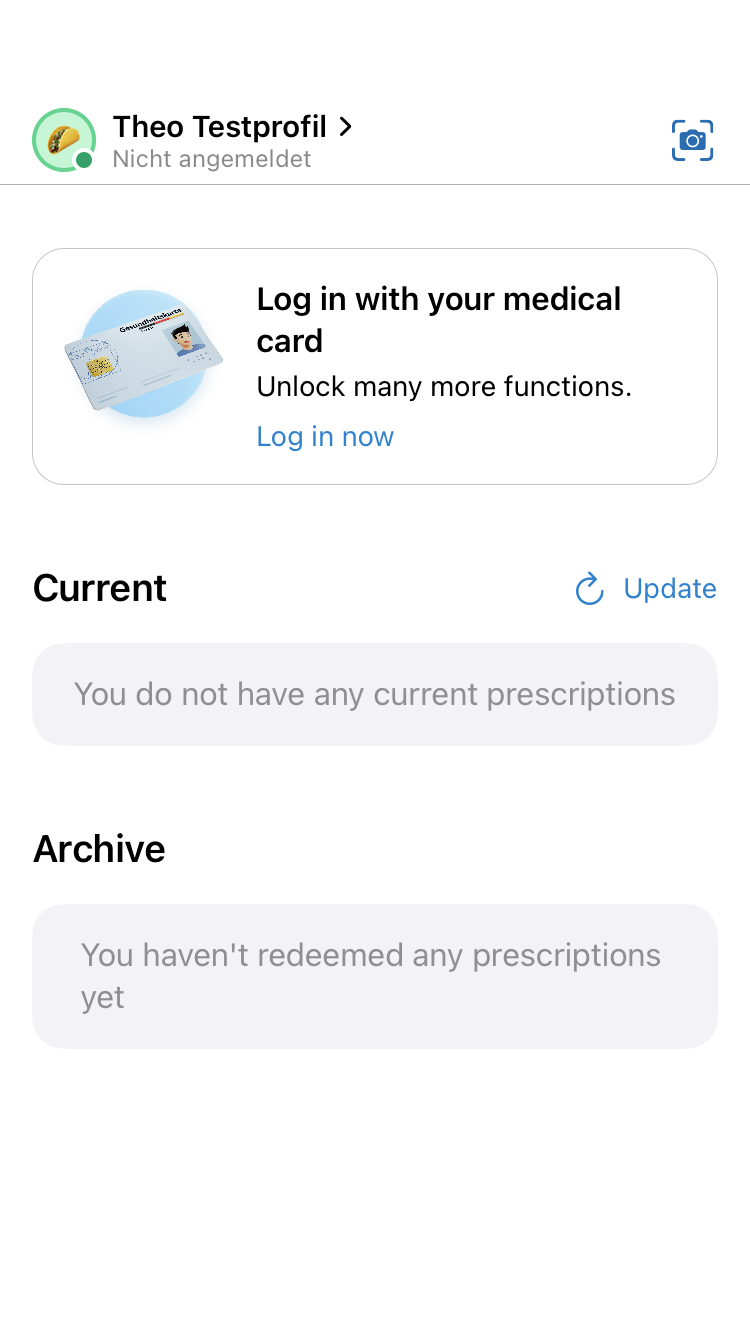 Theo Testprofil
Nicht angemeldet
Gesundheitskarte
Log in with your medical
card
Unlock many more functions.
Log in now
Current
Update
You do not have any current prescriptions
Archive
You haven't redeemed any prescriptions
yet